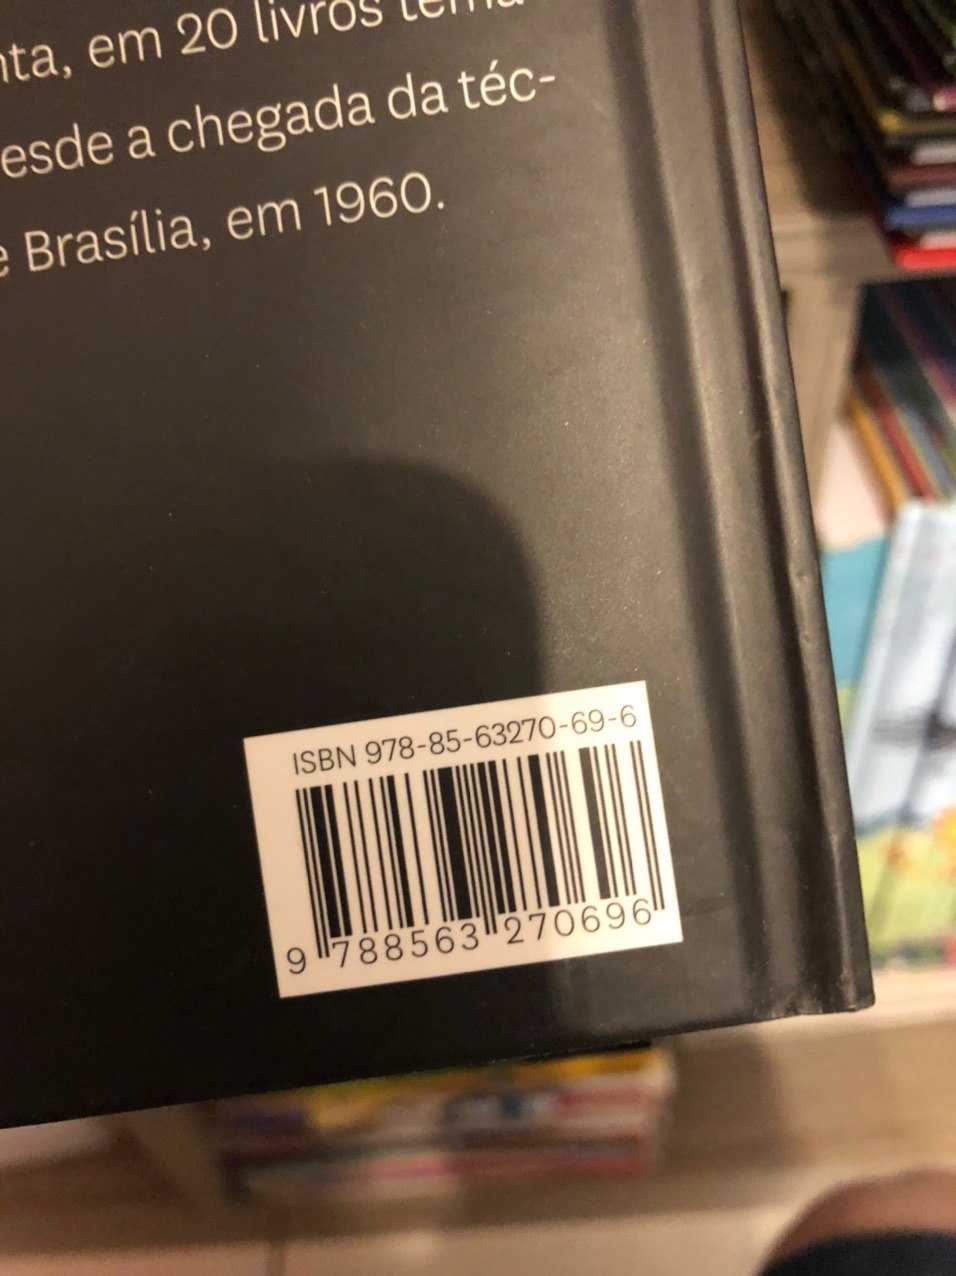 nta, em 20 livros temá
esde a chegada da téc-
e Brasília, em 1960.
ISBN 978-85-63270-69-6
9 788563 270696